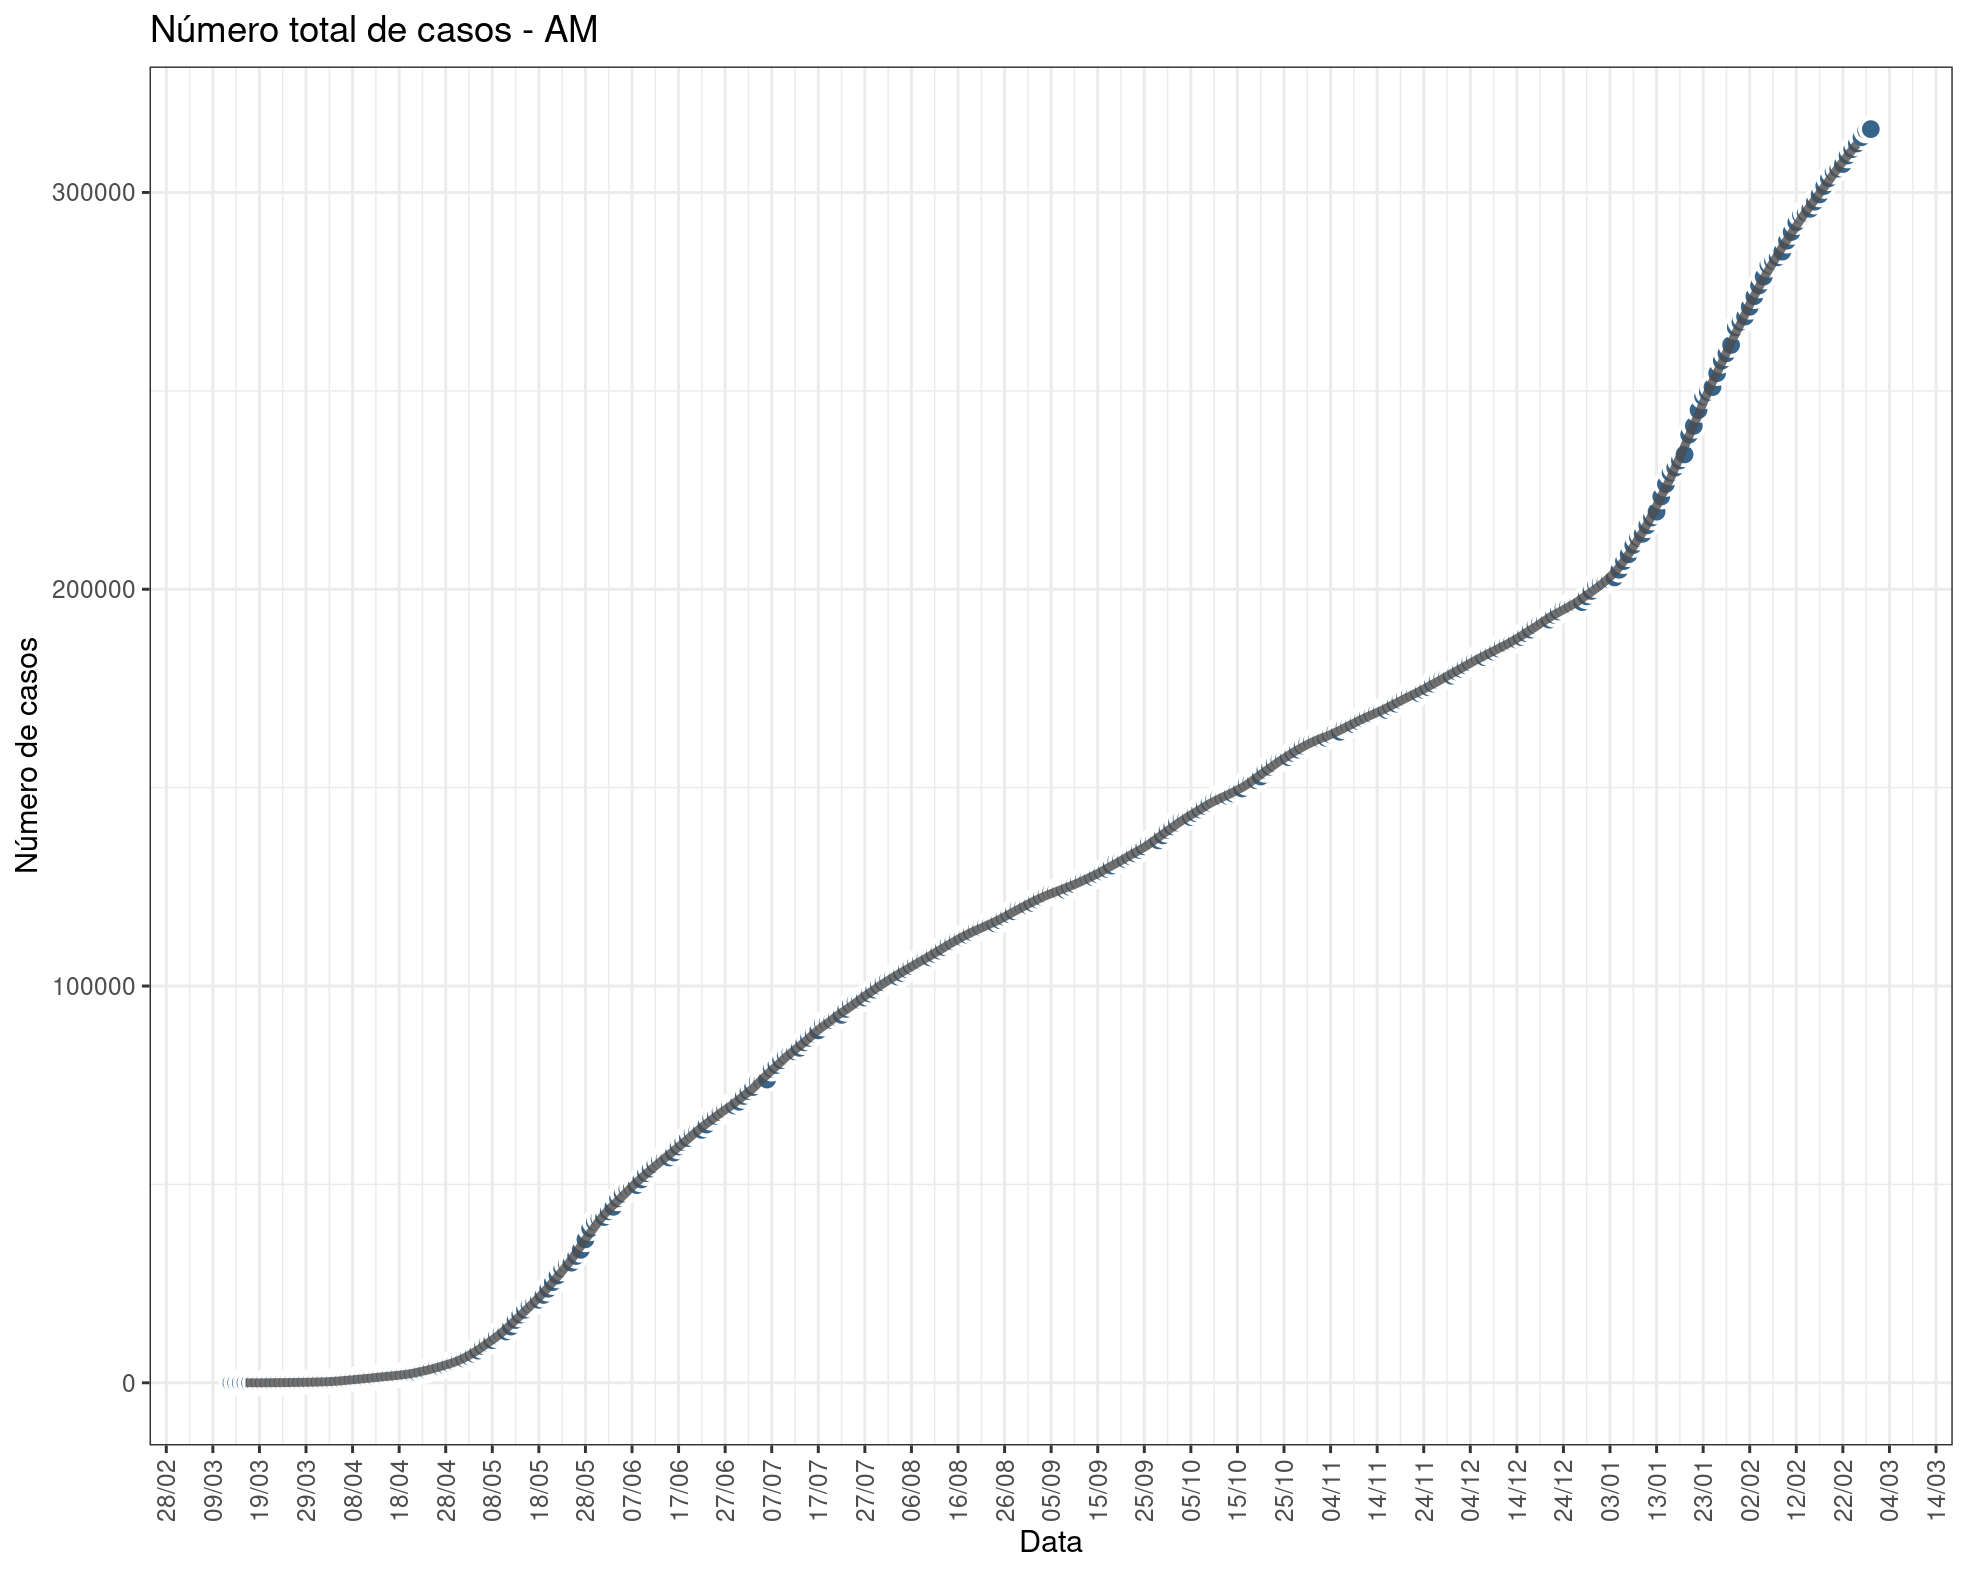 Número total de casos - AM
Número de casos
300000
200000
100000
0
28/02 09/03 19/03 29/03 08/04 18/04 28/04 08/05 18/05 28/05 07/06 17/06 27/06 07/07 17/07 27/07 06/08 16/08 26/08 05/09 15/09 25/09 05/10 15/10 25/10 04/11 14/11 24/11 04/12 14/12 24/12 03/01 13/01 23/01 02/02 12/02 22/02 04/03 14/03
Data